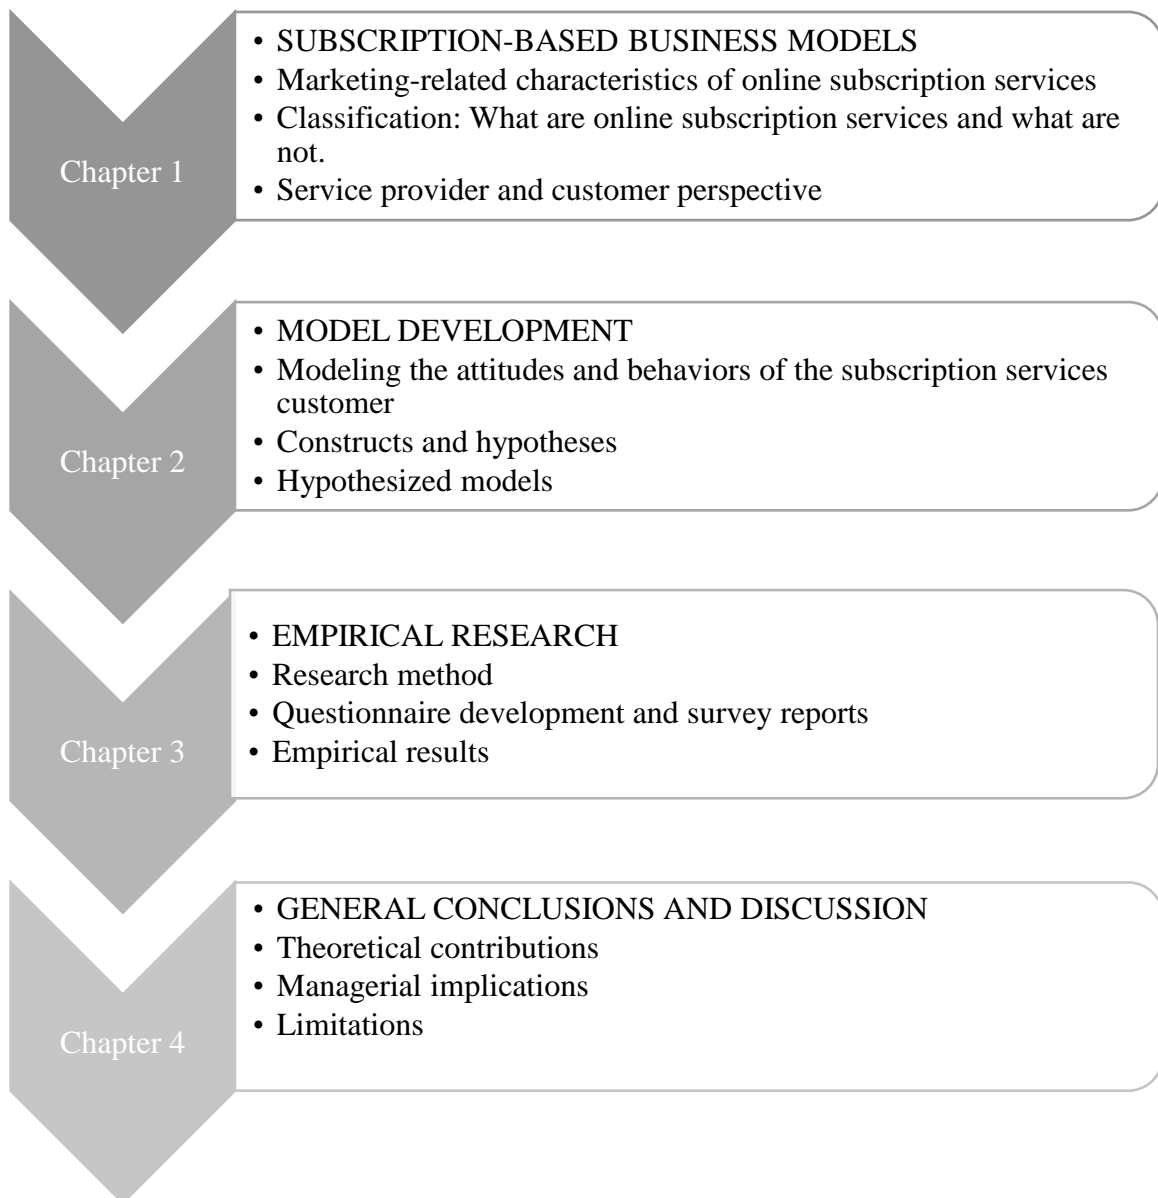 Chapter 1
• SUBSCRIPTION-BASED BUSINESS MODELS
• Marketing-related characteristics of online subscription services
• Classification: What are online subscription services and what are
not.
• Service provider and customer perspective
Chapter 2
• MODEL DEVELOPMENT
• Modeling the attitudes and behaviors of the subscription services
customer
• Constructs and hypotheses
• Hypothesized models
Chapter 3
• EMPIRICAL RESEARCH
• Research method
• Questionnaire development and survey reports
• Empirical results
Chapter 4
• GENERAL CONCLUSIONS AND DISCUSSION
• Theoretical contributions
• Managerial implications
• Limitations